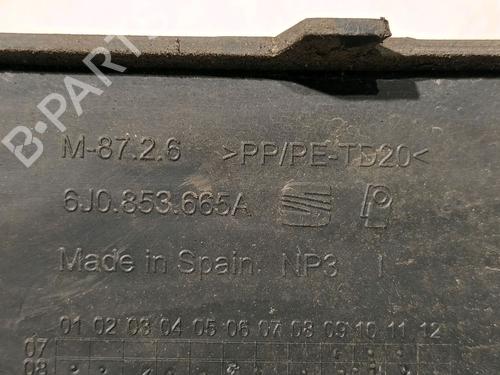 B-PARTS
M-87.2.6 >PP/PE-TD20<
6J0.853.665A
Made in Spain NP3 I
01 02 03 04 05 06 07 08 09 10 11 12
07
08